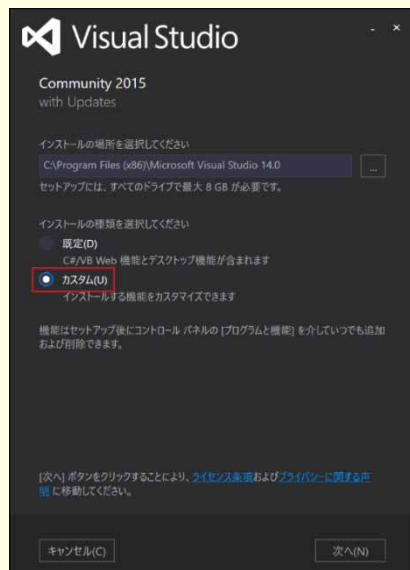 Visual Studio
Community 2015
with Updates
インストールの場所を選択してください
C:\Program Files (x86)\Microsoft Visual Studio 14.0
...
セットアップには、すべてのドライブで最大 8 GB が必要です。
インストールの種類を選択してください
既定(D)
C#/VB Web 機能とデスクトップ機能が含まれます
カスタム(U)
インストールする機能をカスタマイズできます
機能はセットアップ後にコントロール パネルの [プログラムと機能] を介していつでも追加
および削除できます。
[次へ] ボタンをクリックすることにより、ライセンス条項およびプライバシーに関する声
明 に移動してください。
キャンセル(C)
次へ(N)